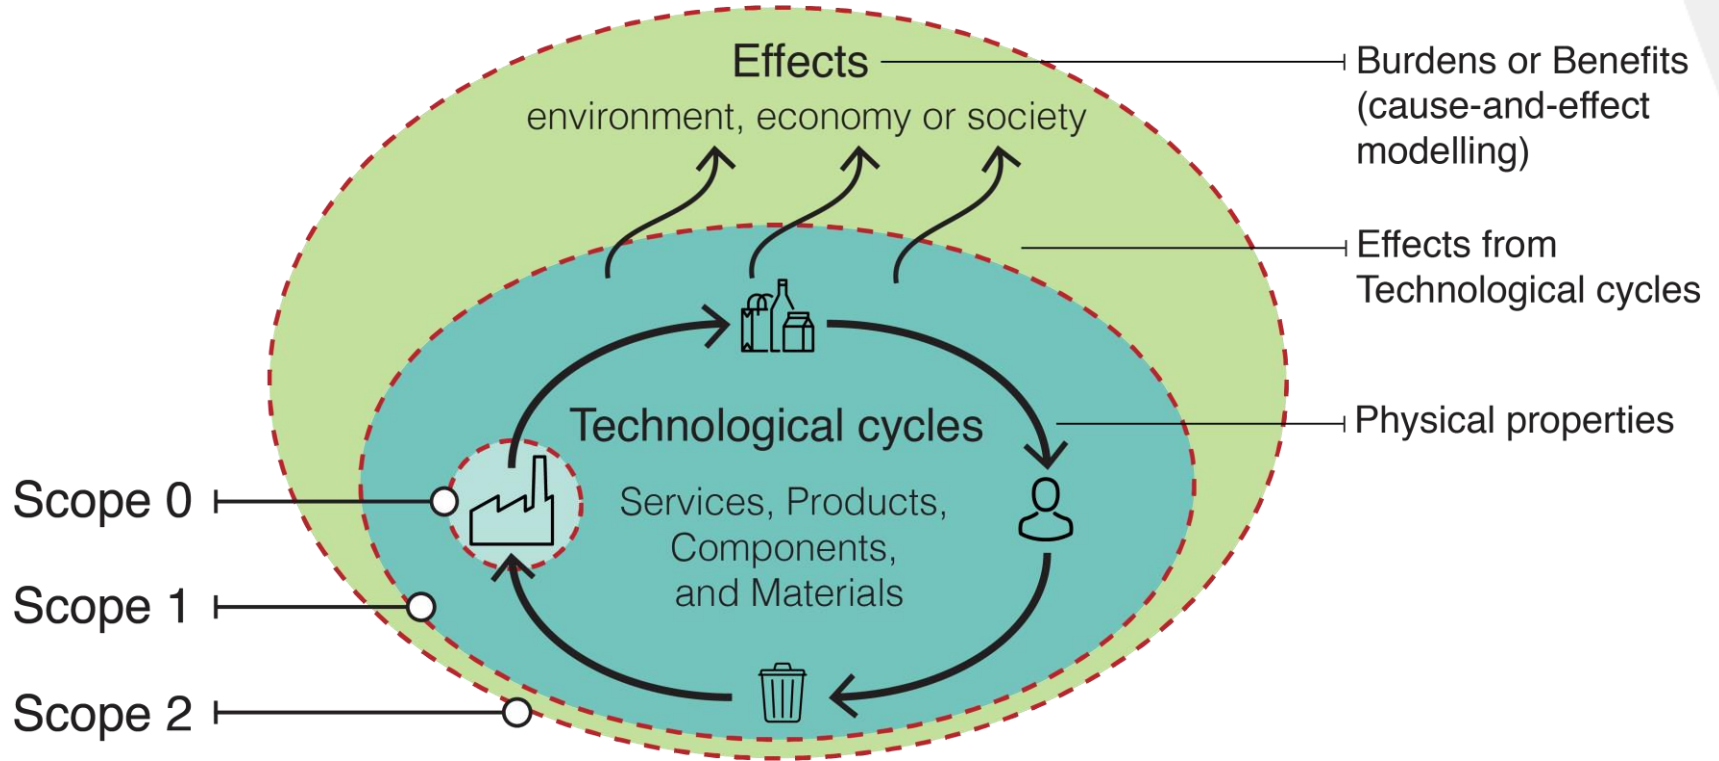 Effects
environment, economy or society
Burdens or Benefits
(cause-and-effect
modelling)
Effects from
Technological cycles
Physical properties
Technological cycles
Services, Products,
Components,
and Materials
Scope 0
Scope 1
Scope 2